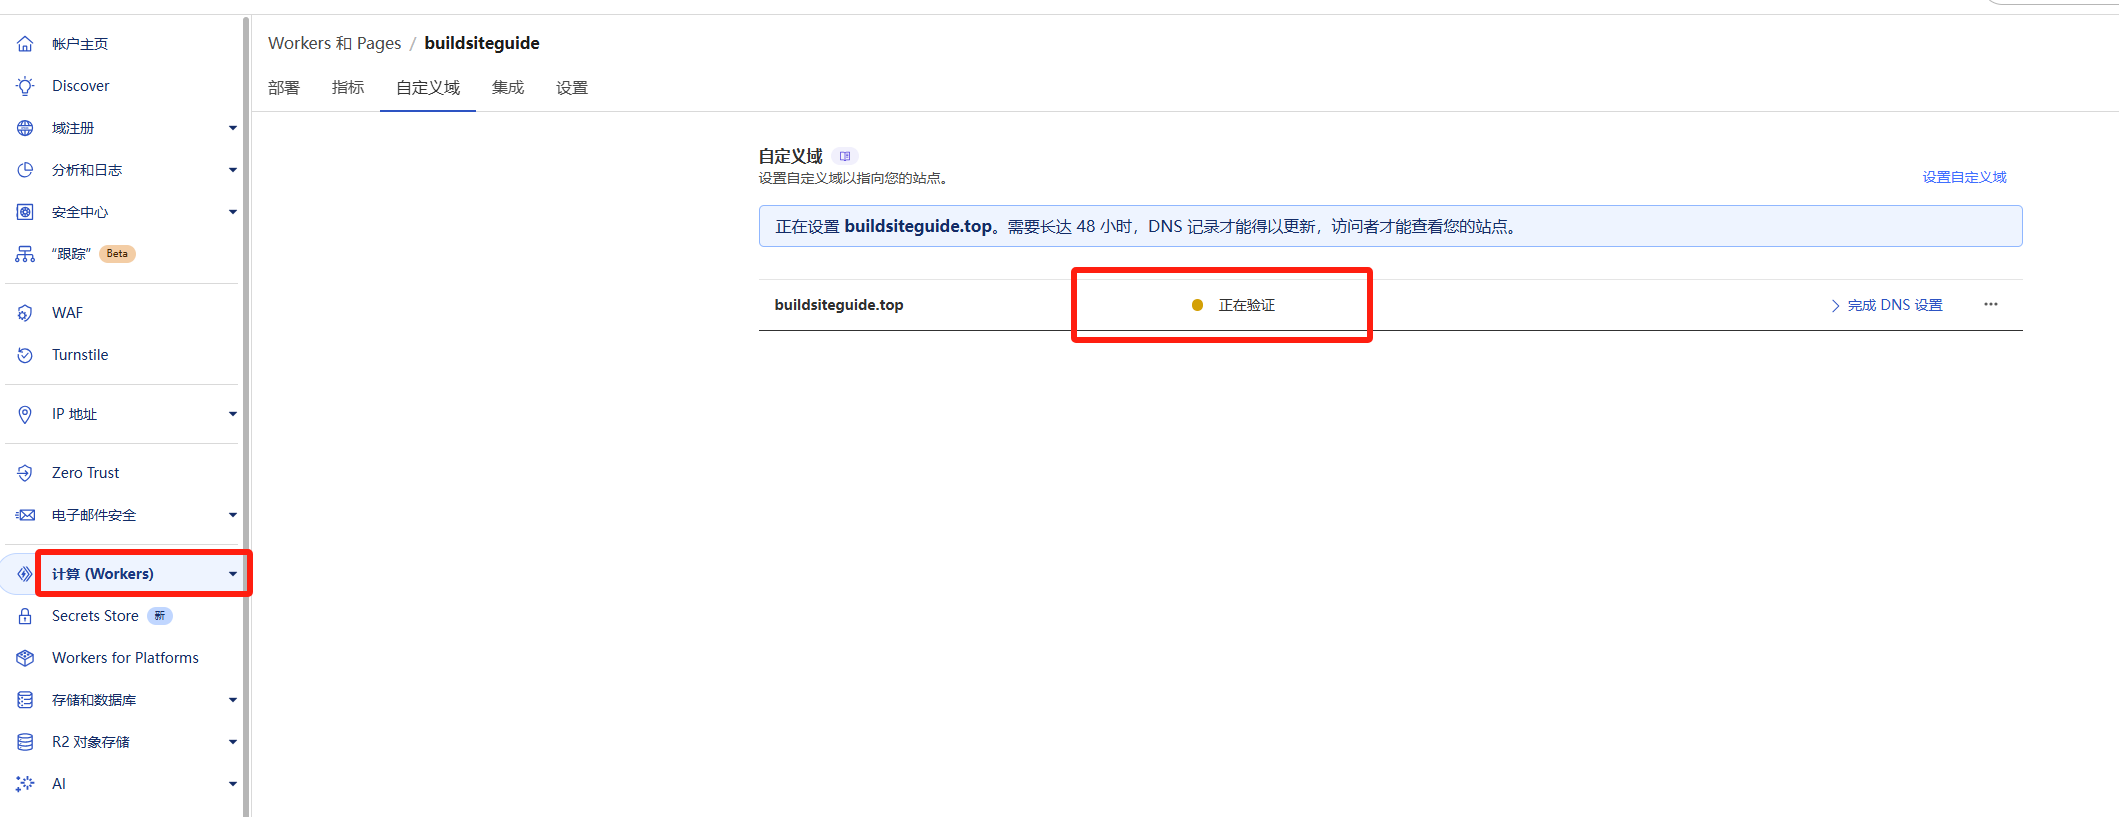 帐户主页
Discover
域注册
分析和日志
安全中心
“跟踪” Beta
WAF
Turnstile
IP 地址
Zero Trust
电子邮件安全
计算 (Workers)
Secrets Store 新
Workers for Platforms
存储和数据库
R2 对象存储
AI
Workers 和 Pages / buildsiteguide
部署 指标 自定义域 集成 设置
自定义域
设置自定义域以指向您的站点。
设置自定义域
正在设置 buildsiteguide.top。需要长达 48 小时，DNS 记录才能得以更新，访问者才能查看您的站点。
buildsiteguide.top 正在验证 完成 DNS 设置